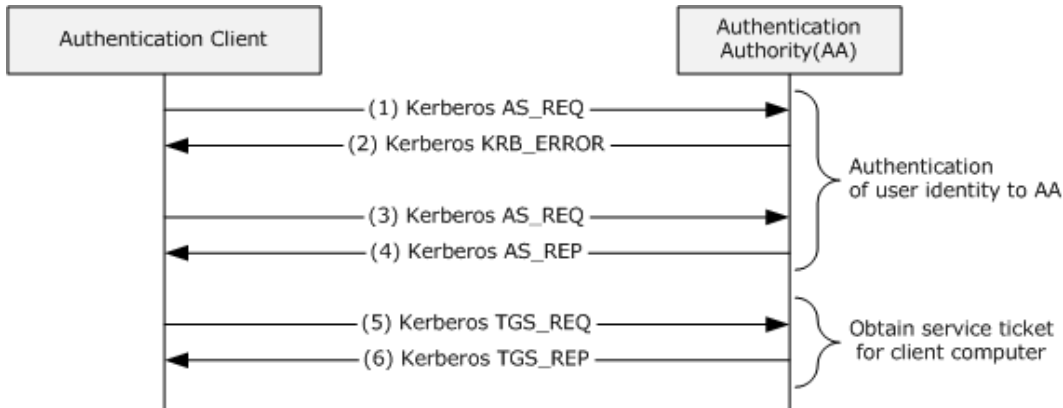 Authentication Client
Authentication
Authority(AA)
(1) Kerberos AS_REQ
(2) Kerberos KRB_ERROR
Authentication
of user identity to AA
(3) Kerberos AS_REQ
(4) Kerberos AS_REP
(5) Kerberos TGS_REQ
(6) Kerberos TGS_REP
Obtain service ticket
for client computer